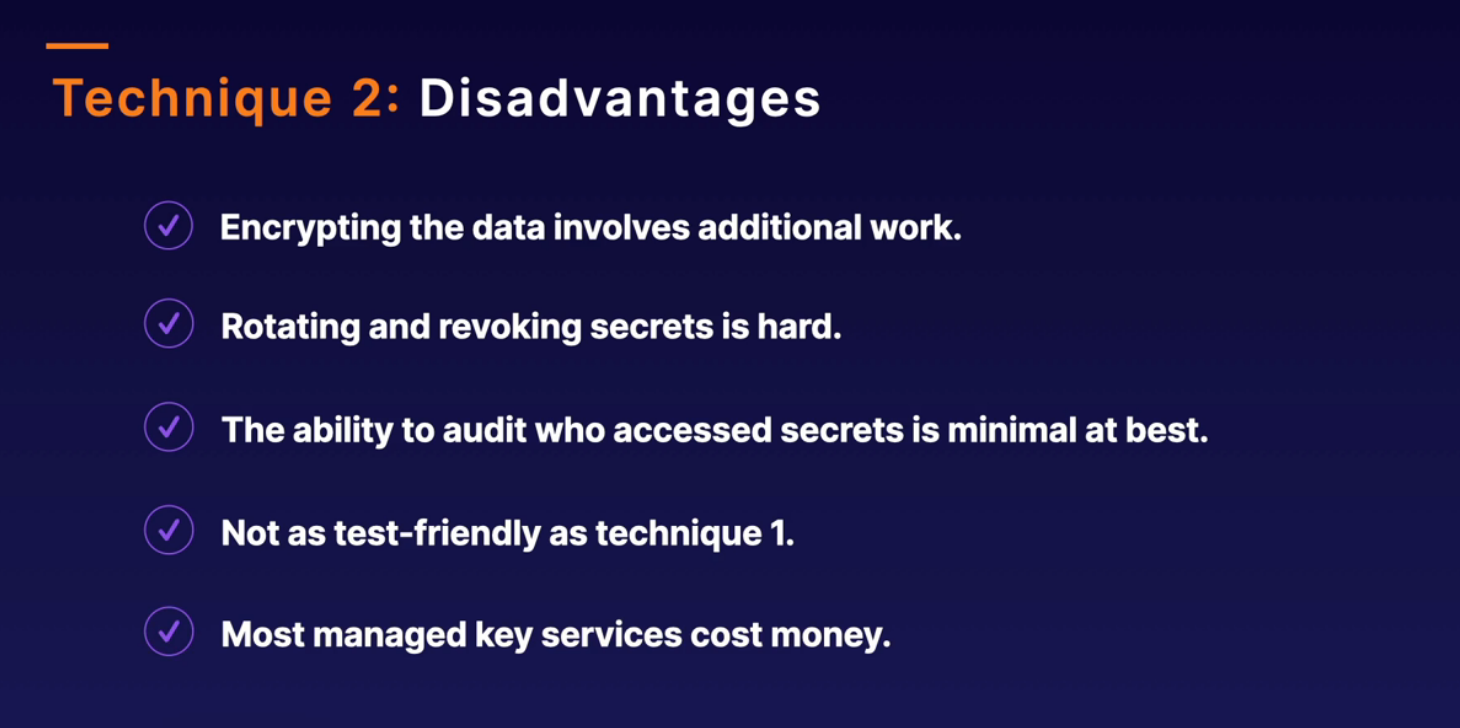 Technique 2: Disadvantages
Encrypting the data involves additional work.
Rotating and revoking secrets is hard.
The ability to audit who accessed secrets is minimal at best.
Not as test-friendly as technique 1.
Most managed key services cost money.